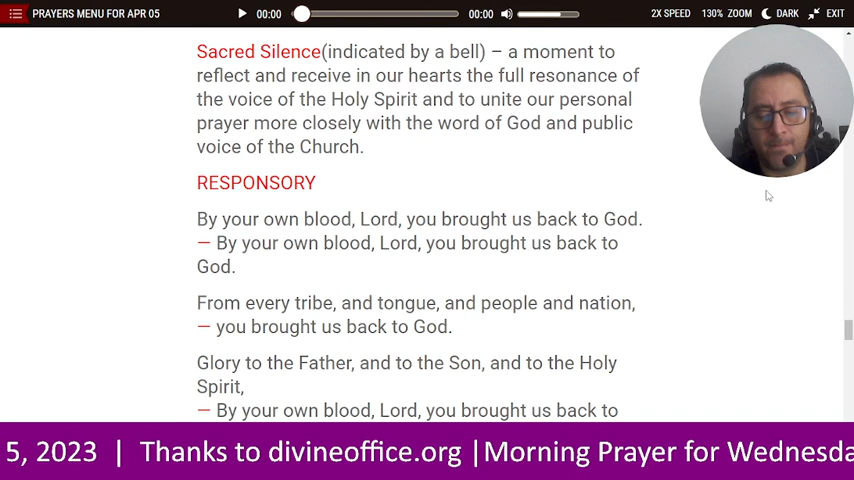 PRAYERS MENU FOR APR 05 00:00 00:00 2X SPEED 130% ZOOM DARK EXIT
Sacred Silence(indicated by a bell) – a moment to
reflect and receive in our hearts the full resonance of
the voice of the Holy Spirit and to unite our personal
prayer more closely with the word of God and public
voice of the Church.
RESPONSORY
By your own blood, Lord, you brought us back to God.
— By your own blood, Lord, you brought us back to
God.
From every tribe, and tongue, and people and nation,
— you brought us back to God.
Glory to the Father, and to the Son, and to the Holy
Spirit,
— By your own blood, Lord, you brought us back to
5, 2023 | Thanks to divineoffice.org |Morning Prayer for Wednesda